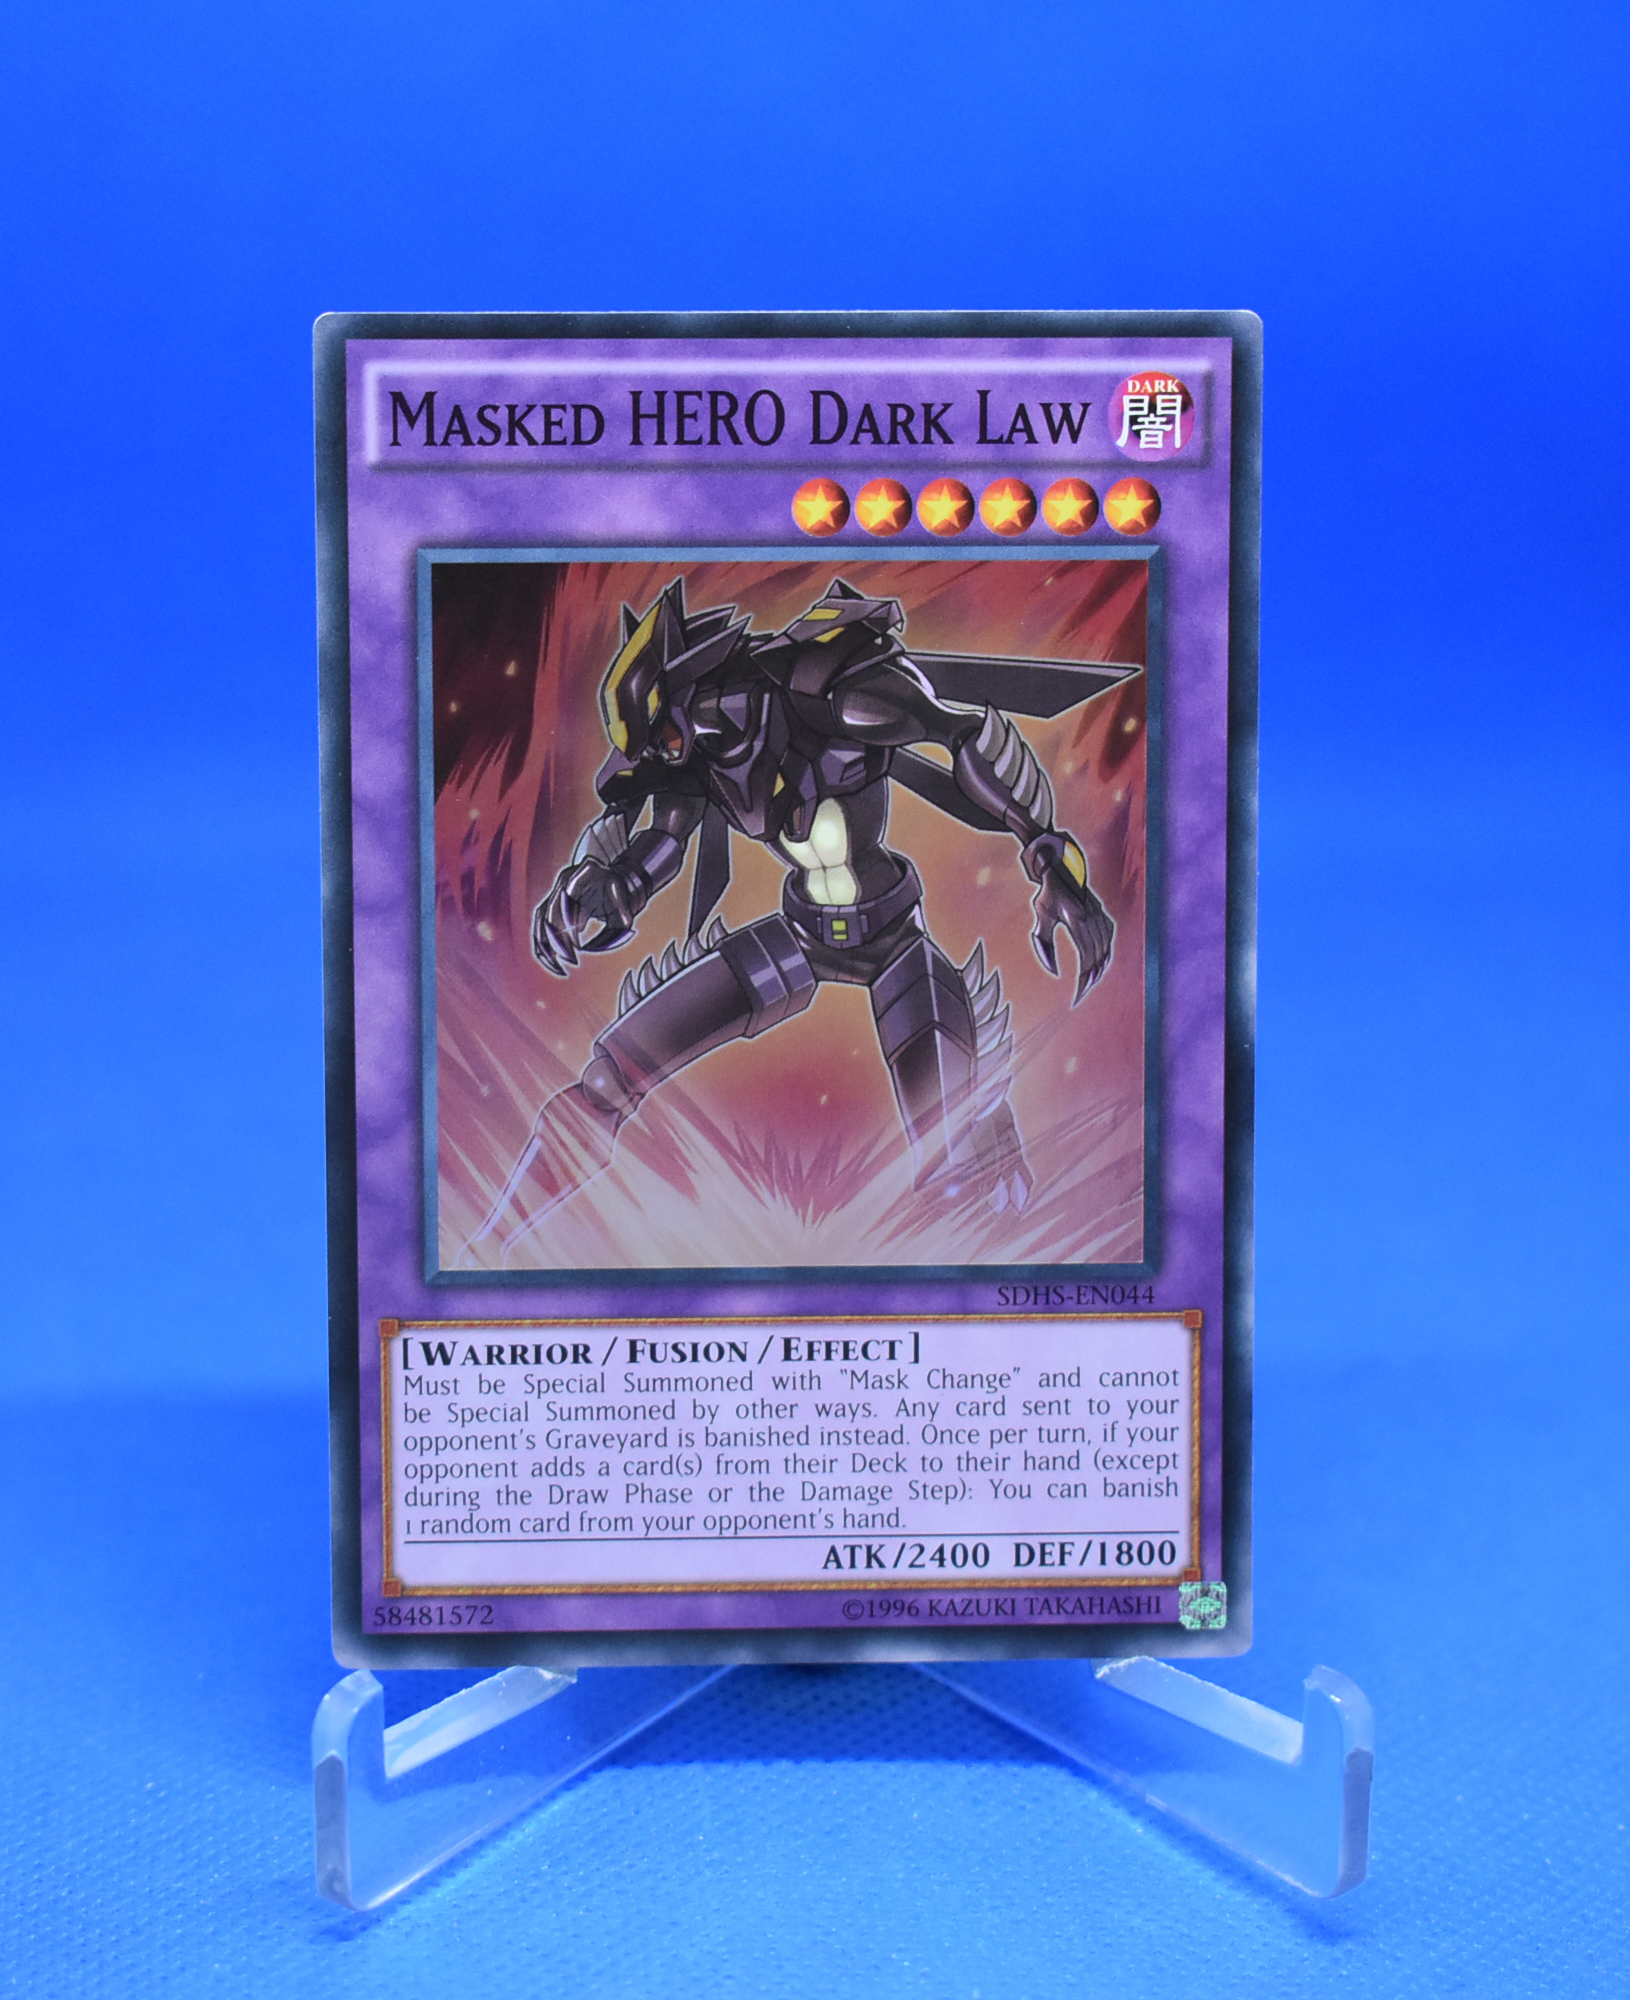 MASKED HERO DARK LAW
DARK
闇
SDHS-EN044
[WARRIOR / FUSION / EFFECT]
Must be Special Summoned with "Mask Change" and cannot
be Special Summoned by other ways. Any card sent to your
opponent's Graveyard is banished instead. Once per turn, if your
opponent adds a card(s) from their Deck to their hand (except
during the Draw Phase or the Damage Step): You can banish
1 random card from your opponent's hand.
ATK/2400 DEF/1800
58481572
©1996 KAZUKI TAKAHASHI